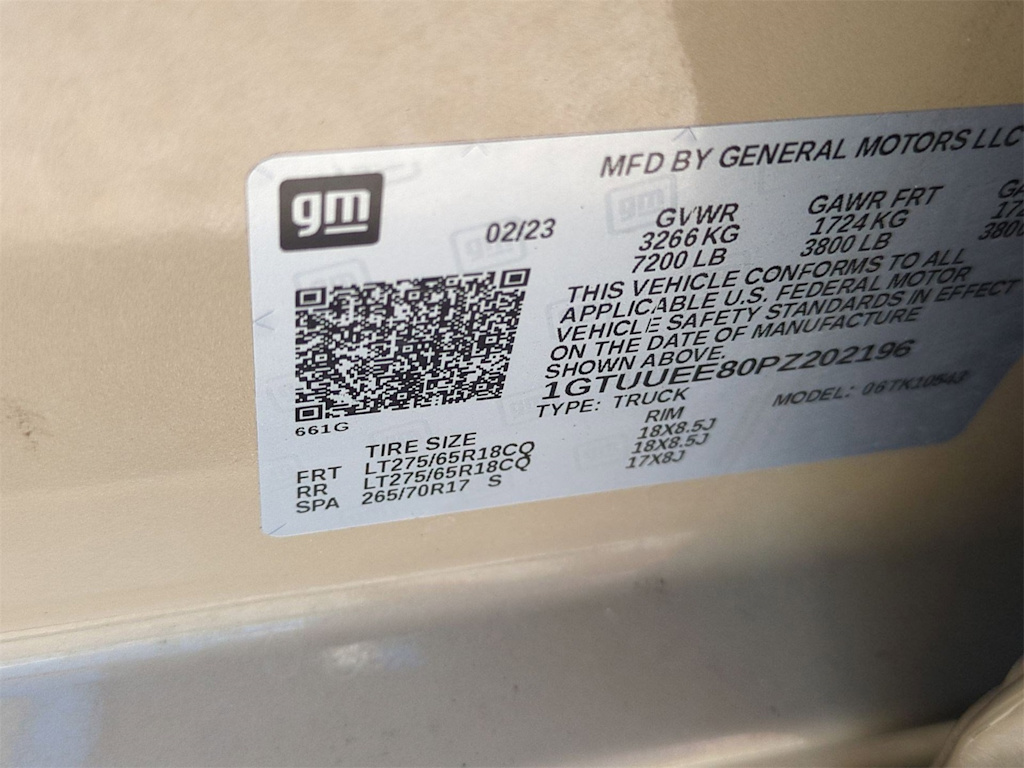 MFD BY GENERAL MOTORS LLC
gm
02/23
GVWR
3266 KG
7200 LB
GAWR FRT
1724 KG
3800 LB
THIS VEHICLE CONFORMS TO ALL
APPLICABLE U.S. FEDERAL MOTOR
VEHICLE SAFETY STANDARDS IN EFFECT
ON THE DATE OF MANUFACTURE
SHOWN ABOVE.
1GTUUEE80PZ202196
TYPE: TRUCK
MODEL: 06TK10543
661G
TIRE SIZE
RIM
FRT LT275/65R18CQ 18X8.5J
RR LT275/65R18CQ 18X8.5J
SPA 265/70R17 S 17X8J